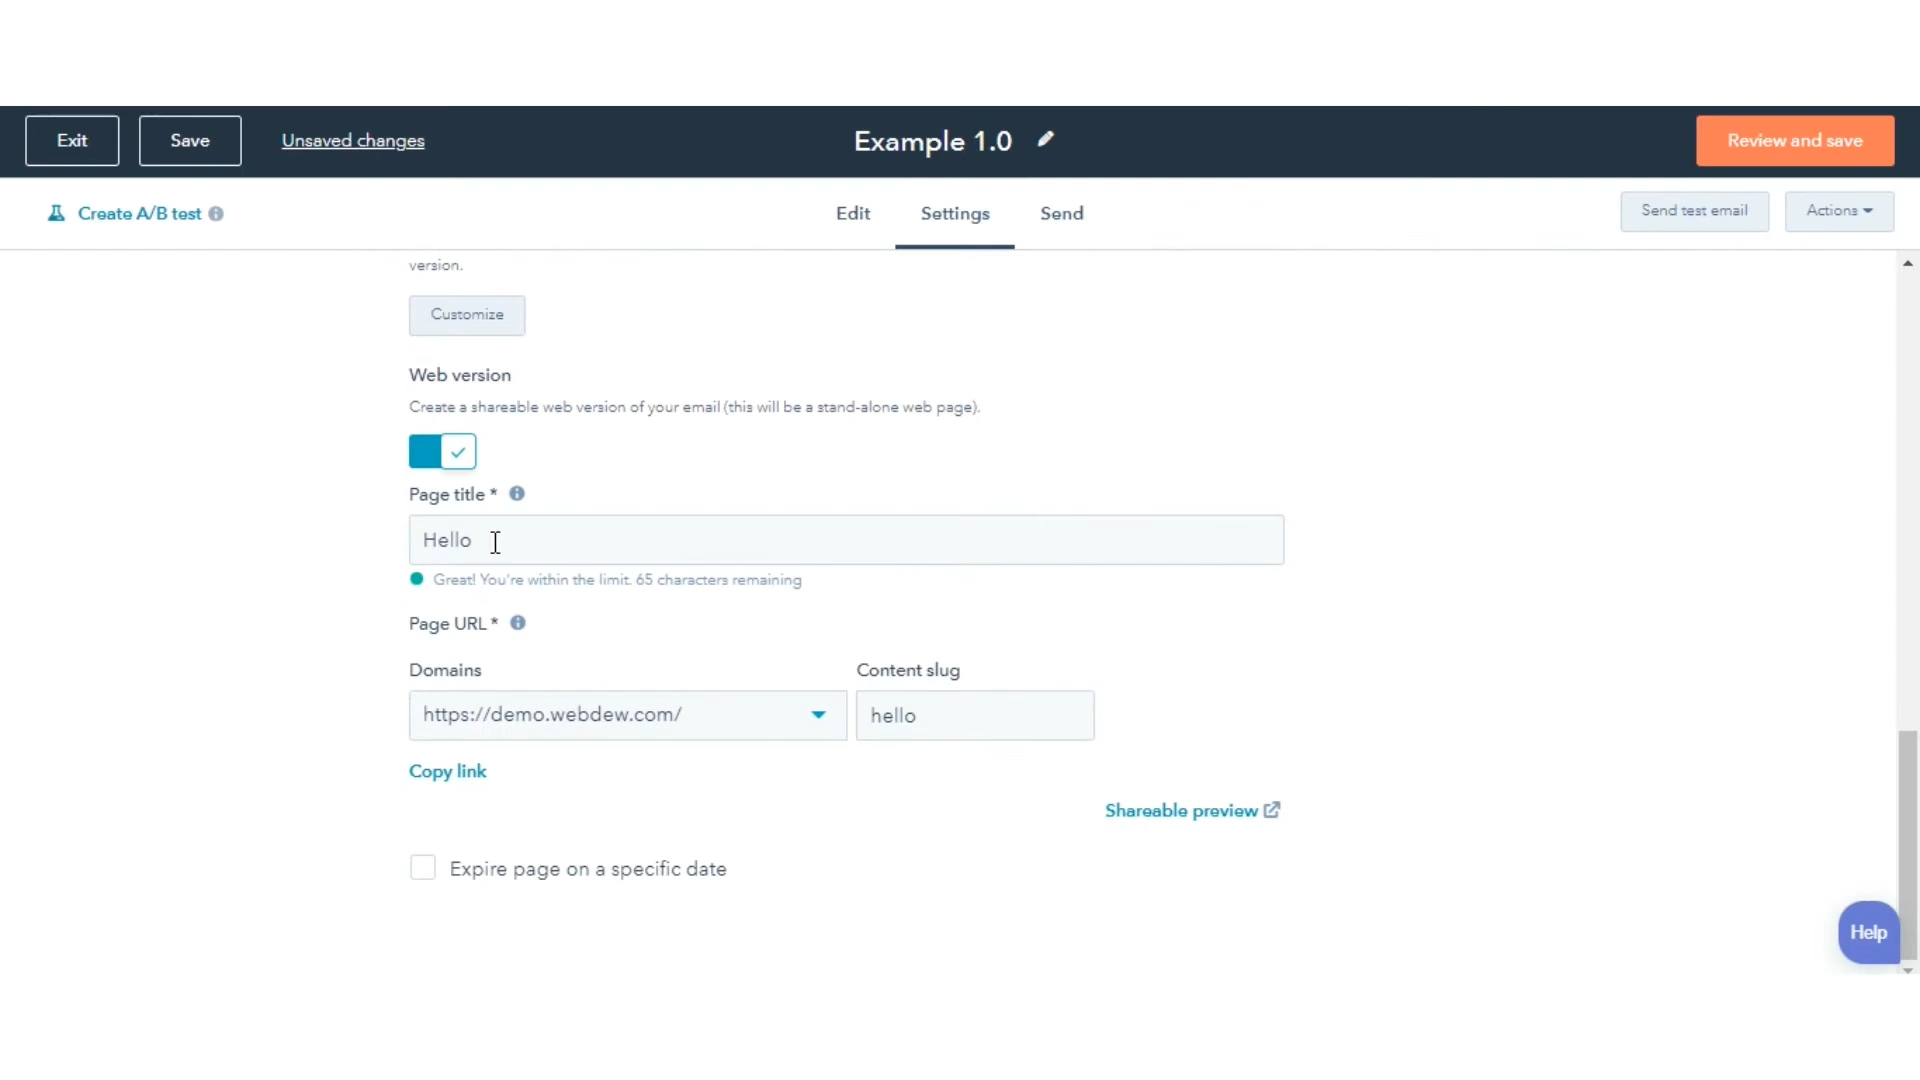 Exit Save Unsaved changes Example 1.0 Review and save
Create A/B test Edit Settings Send Send test email Actions
version.
Customize
Web version
Create a shareable web version of your email (this will be a stand-alone web page).
Page title *
Hello
Great! You're within the limit. 65 characters remaining
Page URL *
Domains Content slug
https://demo.webdew.com/ hello
Copy link
Shareable preview
Expire page on a specific date
Help